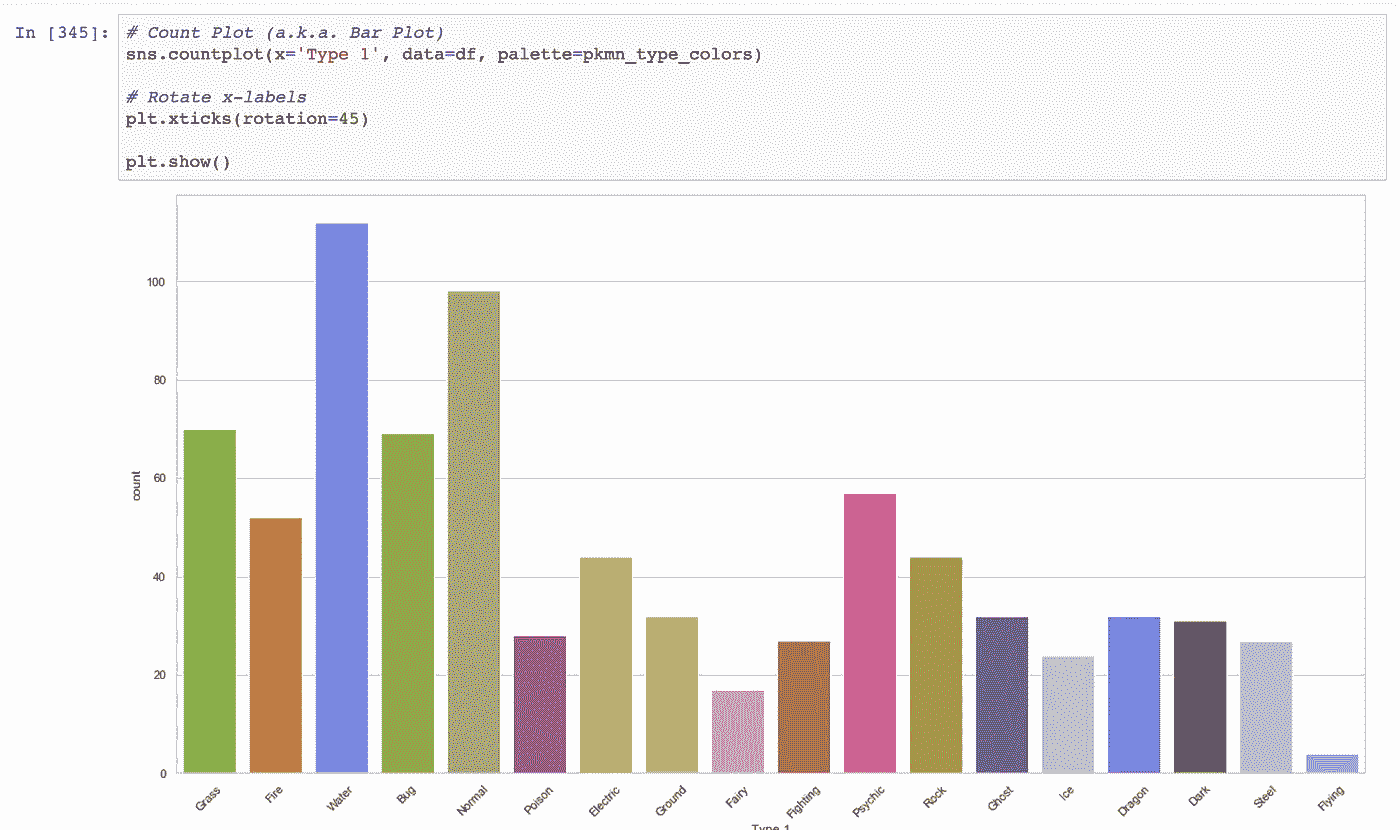 In [345]:
# Count Plot (a.k.a. Bar Plot)
sns.countplot(x='Type 1', data=df, palette=pkmn_type_colors)
# Rotate x-labels
plt.xticks(rotation=45)
plt.show()
100
80
60
40
20
0
count
Grass
Fire
Water
Bug
Normal
Poison
Electric
Ground
Fairy
Fighting
Psychic
Rock
Ghost
Ice
Dragon
Dark
Steel
Flying
Type 1